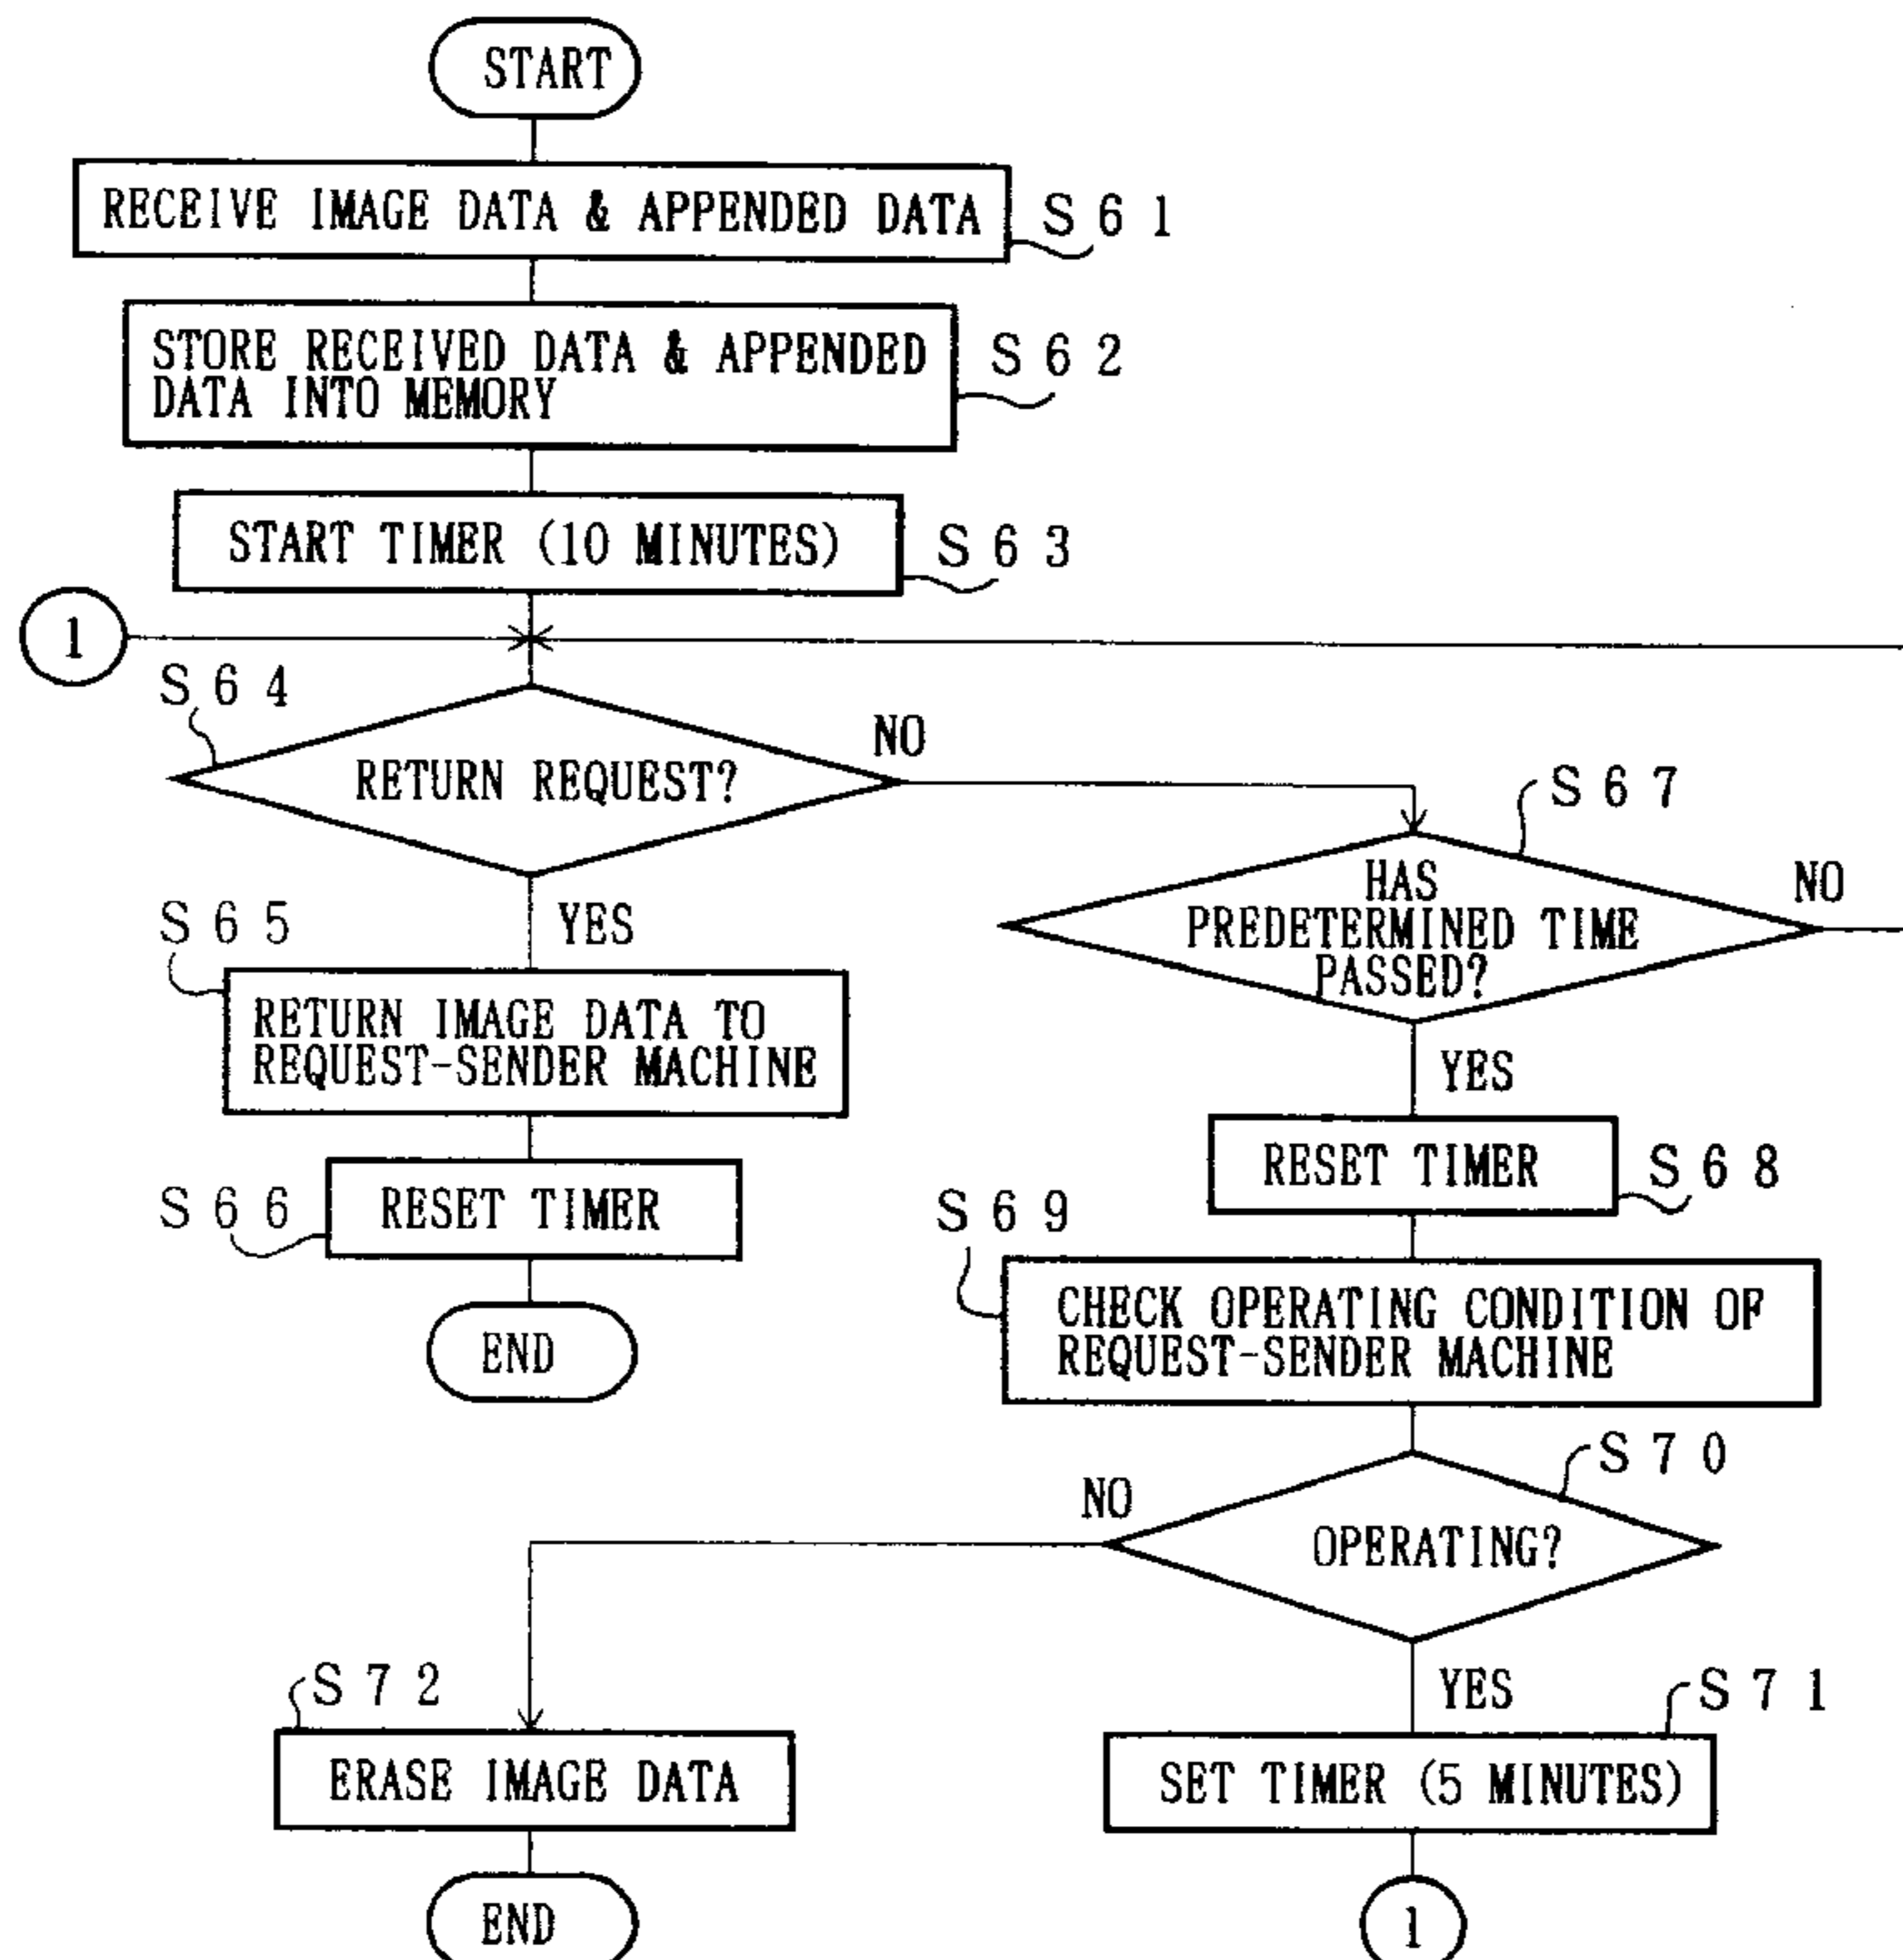 START
RECEIVE IMAGE DATA & APPENDED DATA
S61
STORE RECEIVED DATA & APPENDED
DATA INTO MEMORY
S62
START TIMER (10 MINUTES)
S63
1
S64
RETURN REQUEST?
NO
YES
S65
RETURN IMAGE DATA TO
REQUEST-SENDER MACHINE
S66
RESET TIMER
END
S67
HAS
PREDETERMINED TIME
PASSED?
NO
YES
RESET TIMER
S68
S69
CHECK OPERATING CONDITION OF
REQUEST-SENDER MACHINE
S70
OPERATING?
NO
YES
S71
SET TIMER (5 MINUTES)
1
S72
ERASE IMAGE DATA
END